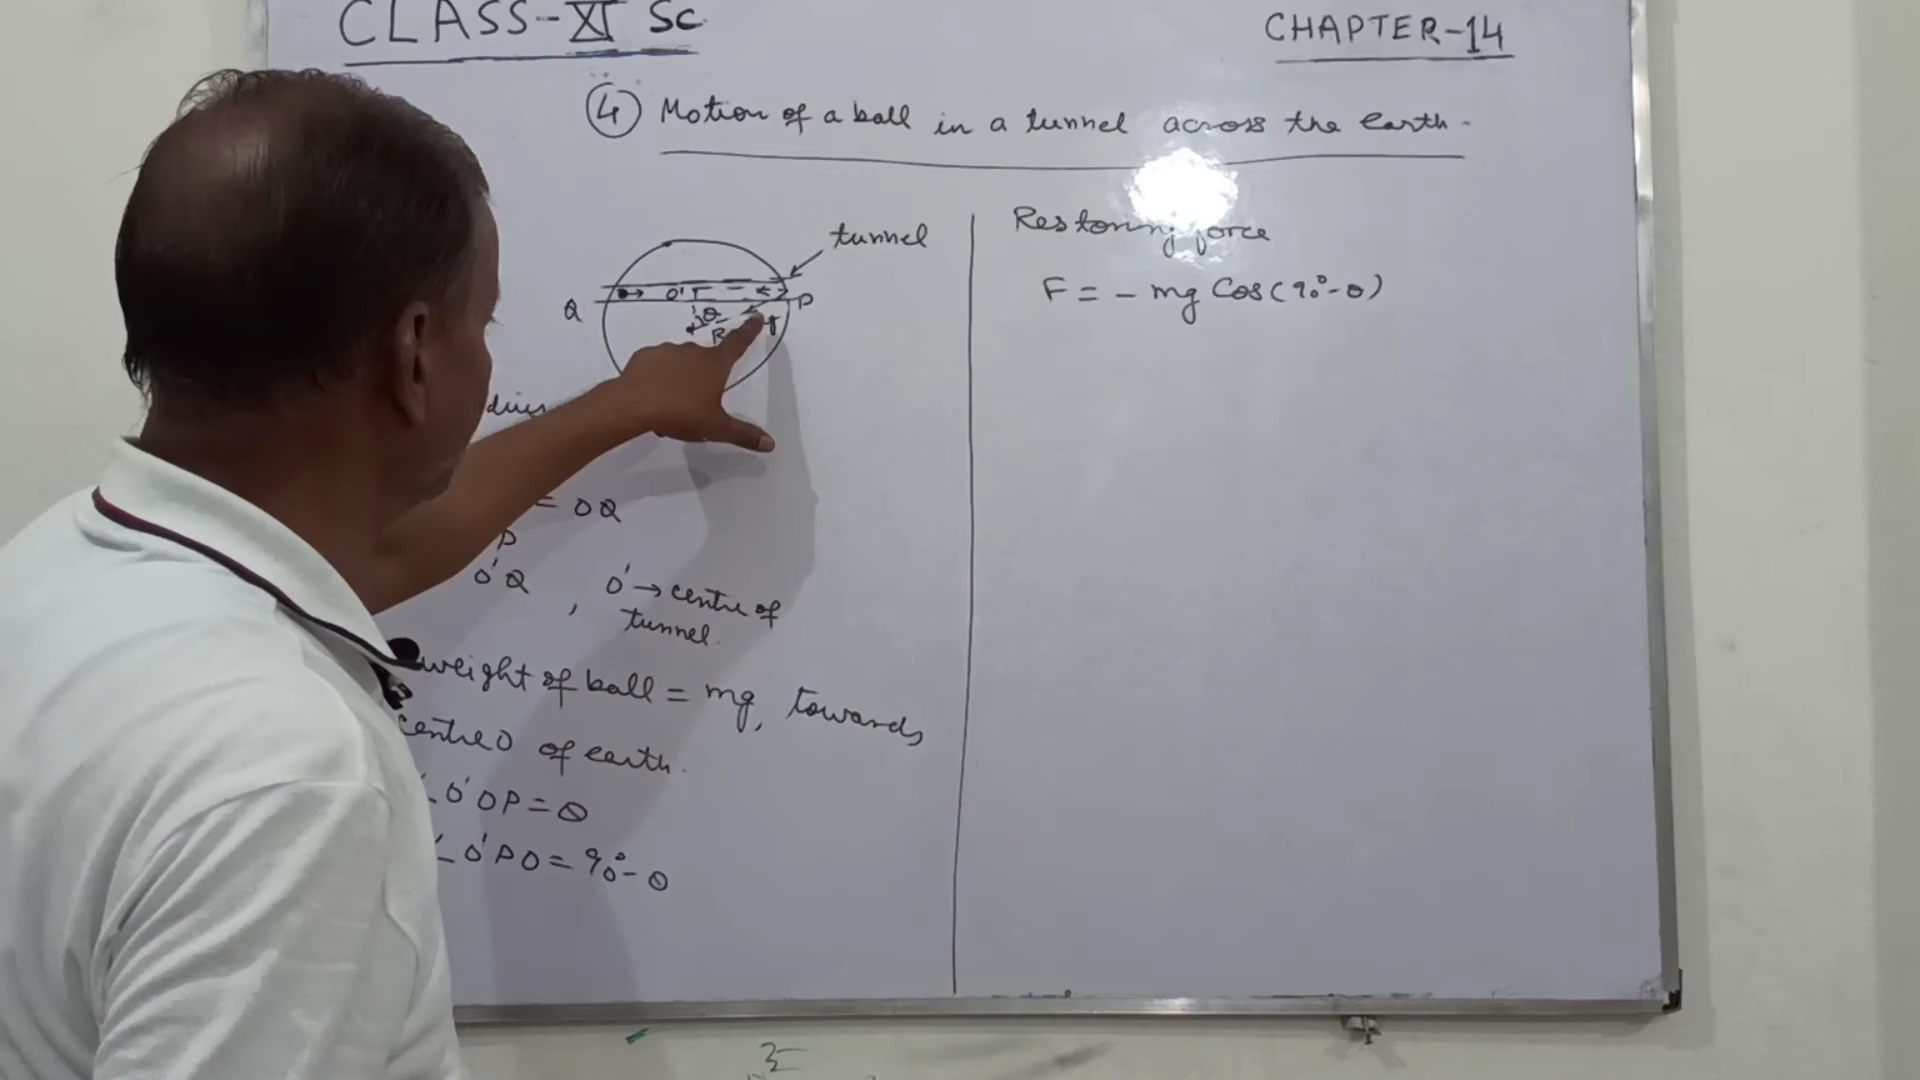 CLASS-XI Sc
CHAPTER-14
④ Motion of a ball in a tunnel across the earth.
tunnel
Q
O'
P
θ
R
= OQ
P
O'Q , O' → centre of
tunnel.
weight of ball = mg, towards
centre O of earth.
∠O'OP = θ
∠O'PO = 90° - θ
Restoring force
F = - mg Cos(90° - θ)